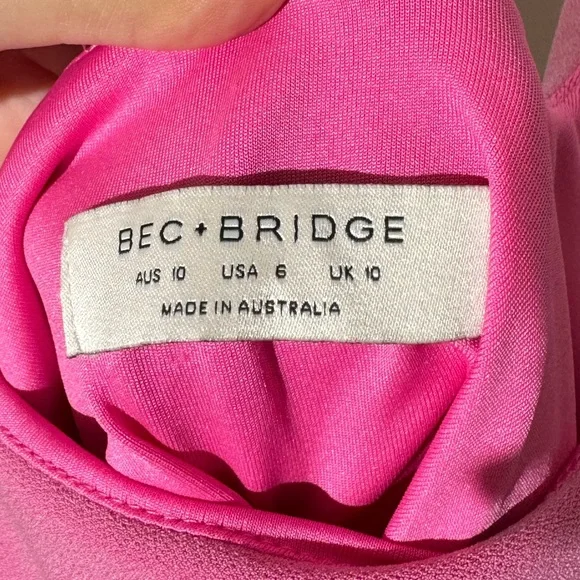 BEC + BRIDGE
AUS 10 USA 6 UK 10
MADE IN AUSTRALIA